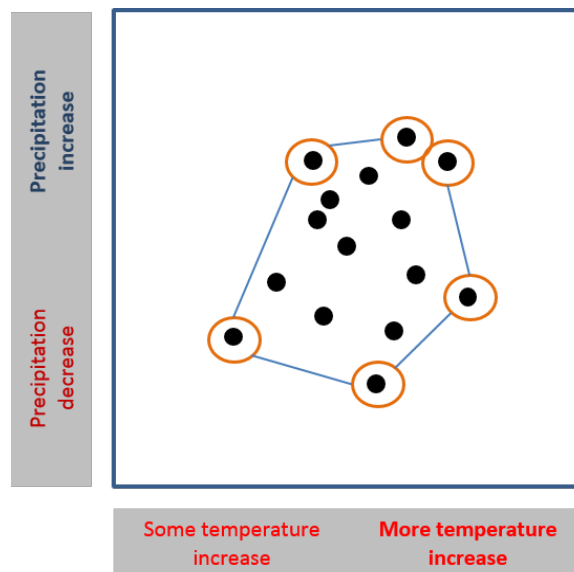 Precipitation
increase
Precipitation
decrease
Some temperature
increase
More temperature
increase